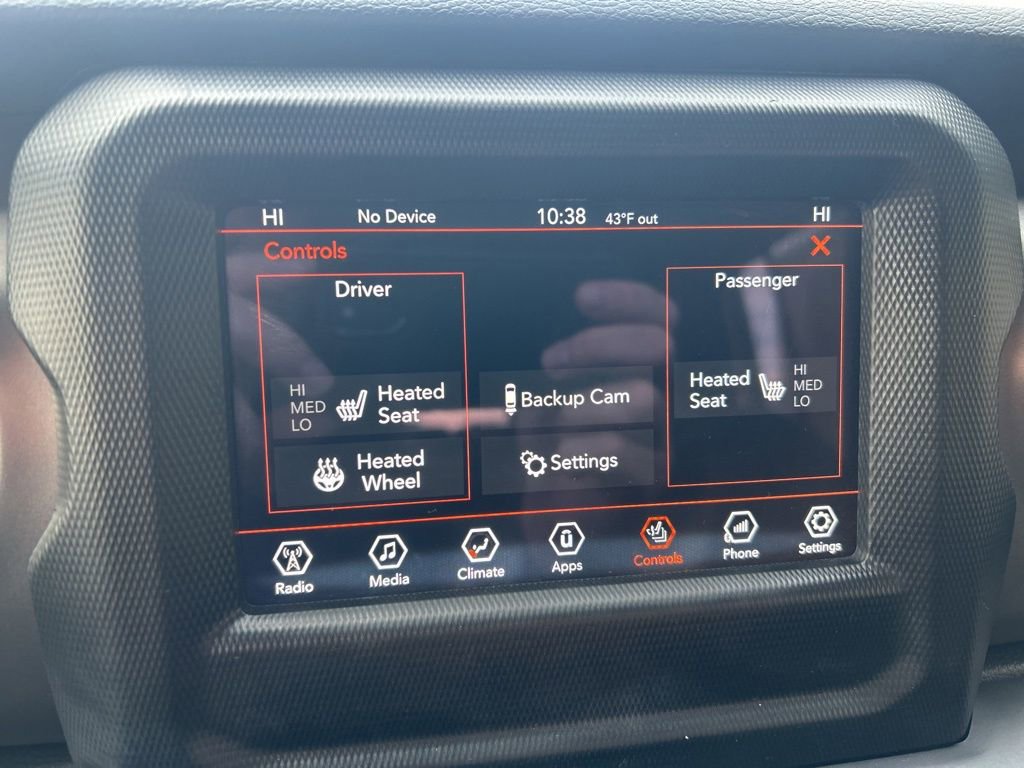 HI No Device 10:38 43°F out HI
Controls X
Driver
Passenger
HI
MED
LO
Heated
Seat
Backup Cam
Heated
Seat
HI
MED
LO
Heated
Wheel
Settings
Radio Media Climate Apps Controls Phone Settings